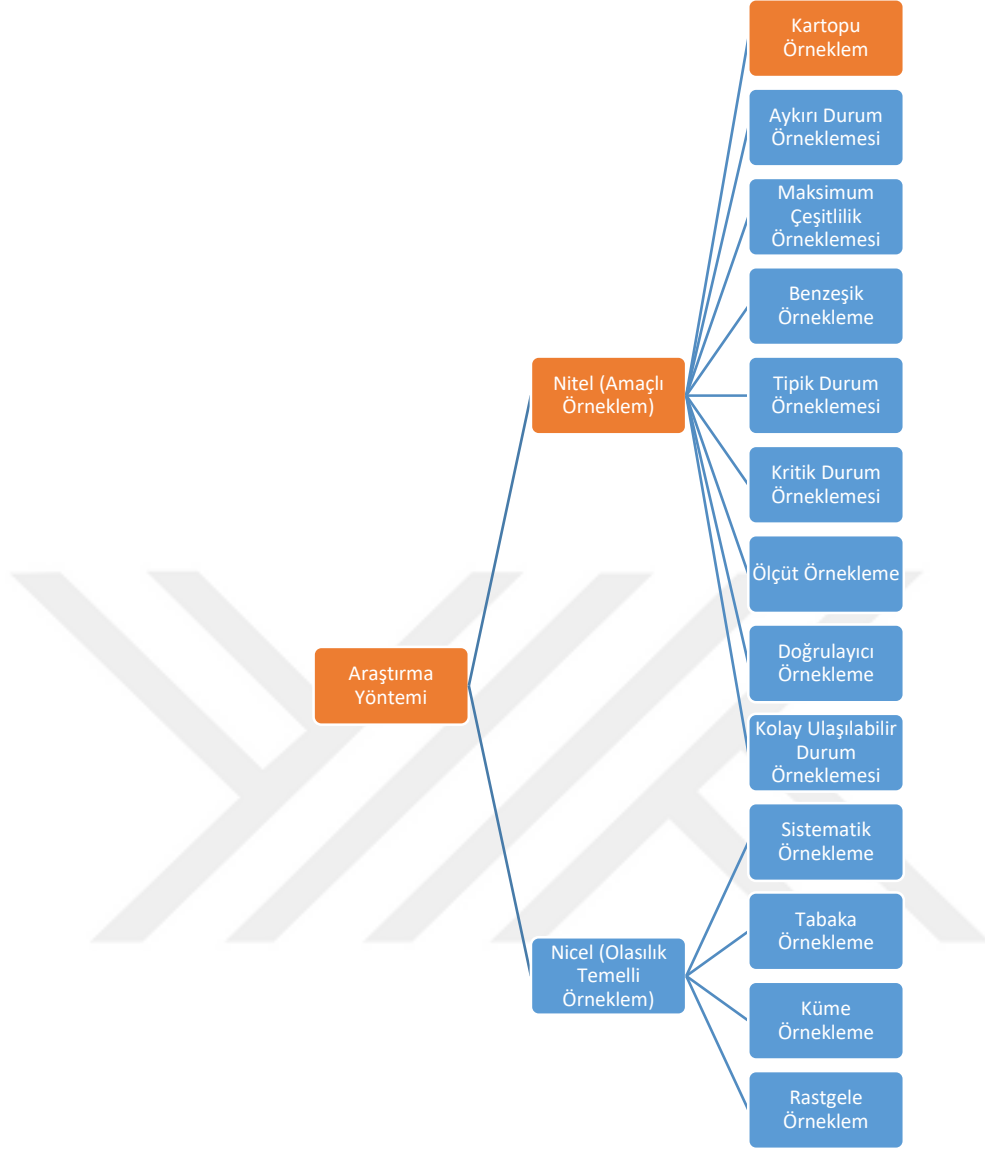 Kartopu
Örneklem
Aykırı Durum
Örneklemesi
Maksimum
Çeşitlilik
Örneklemesi
Benzeşik
Örnekleme
Nitel (Amaçlı
Örneklem)
Tipik Durum
Örneklemesi
Kritik Durum
Örneklemesi
Ölçüt Örnekleme
Araştırma
Yöntemi
Doğrulayıcı
Örnekleme
Kolay Ulaşılabilir
Durum
Örneklemesi
Sistematik
Örnekleme
Nicel (Olasılık
Temelli
Örneklem)
Tabaka
Örnekleme
Küme
Örnekleme
Rastgele
Örneklem